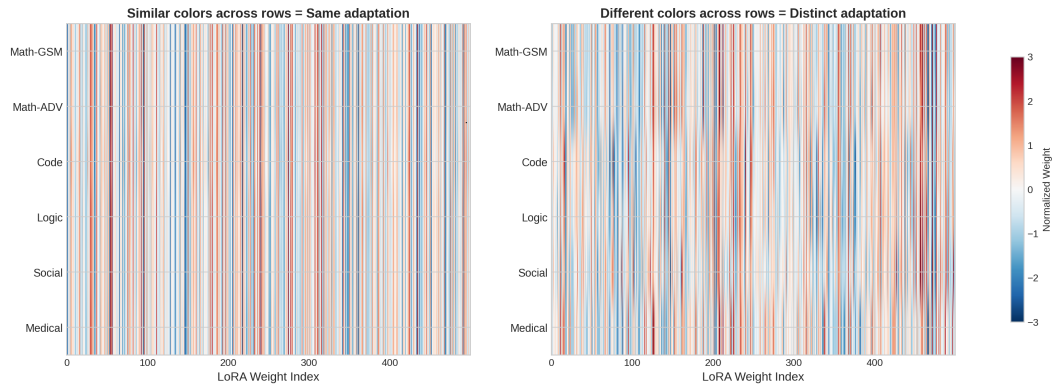 Similar colors across rows = Same adaptation
Math-GSM
Math-ADV
Code
Logic
Social
Medical
0 100 200 300 400
LoRA Weight Index
Different colors across rows = Distinct adaptation
Math-GSM
Math-ADV
Code
Logic
Social
Medical
0 100 200 300 400
LoRA Weight Index
3
2
1
0
−1
−2
−3
Normalized Weight